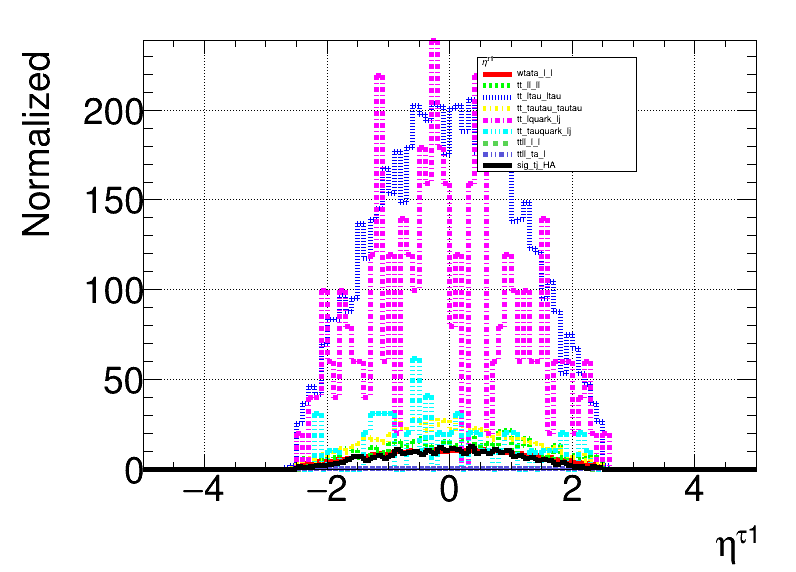 Normalized
200
150
100
50
0
η^τ1
wtata_l_l
tt_ll_ll
tt_ltau_ltau
tt_tautau_tautau
tt_lquark_lj
tt_tauquark_lj
ttll_l_l
ttll_ta_l
sig_tj_HA
−4 −2 0 2 4
η^τ1